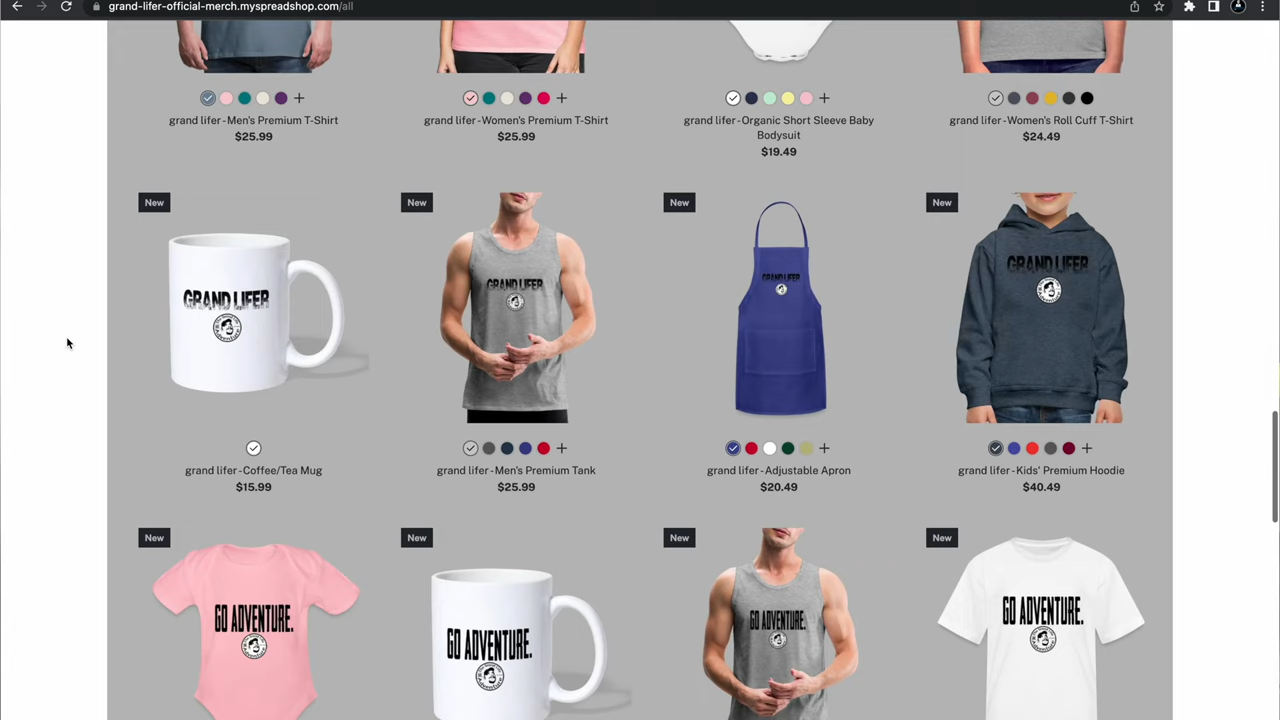 grand-lifer-official-merch.myspreadshop.com/all
grand lifer - Men's Premium T-Shirt
$25.99
grand lifer - Women's Premium T-Shirt
$25.99
grand lifer - Organic Short Sleeve Baby
Bodysuit
$19.49
grand lifer - Women's Roll Cuff T-Shirt
$24.49
New
GRAND LIFER
grand lifer - Coffee/Tea Mug
$15.99
New
GRAND LIFER
grand lifer - Men's Premium Tank
$25.99
New
GRAND LIFER
grand lifer - Adjustable Apron
$20.49
New
GRAND LIFER
grand lifer - Kids' Premium Hoodie
$40.49
New
GO ADVENTURE.
New
GO ADVENTURE.
New
GO ADVENTURE.
New
GO ADVENTURE.